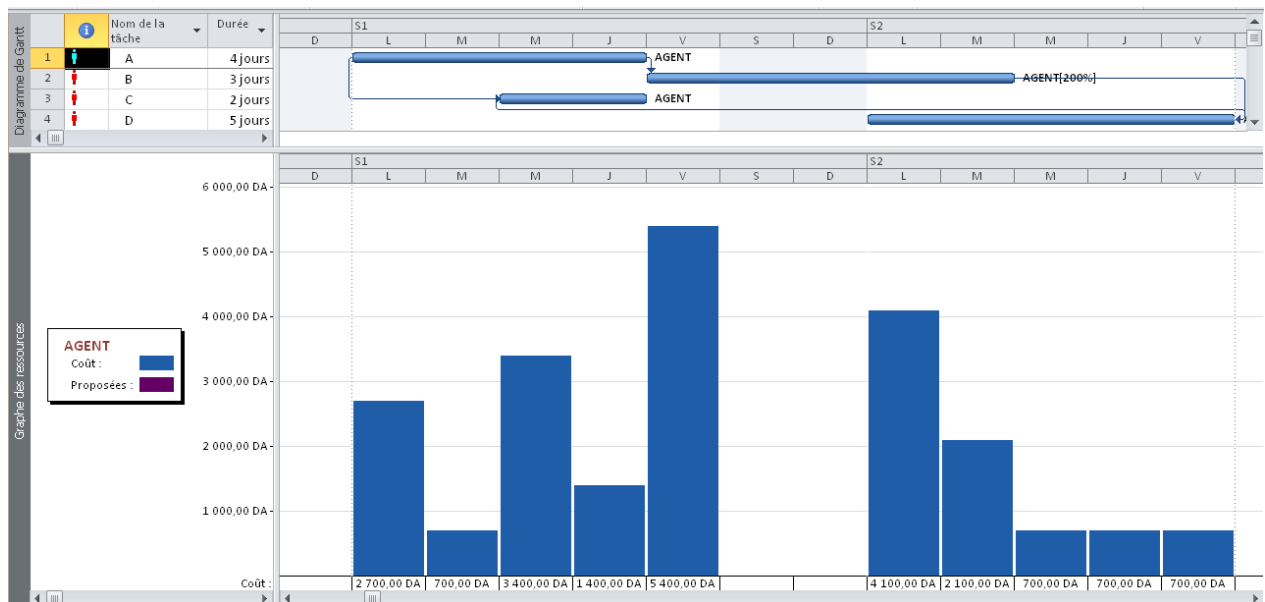 Diagramme de Gantt
Nom de la tâche Durée
S1 S2
D L M M J V S D L M M J V
1 A 4 jours AGENT
2 B 3 jours AGENT[200%]
3 C 2 jours AGENT
4 D 5 jours
Graphe des ressources
S1 S2
D L M M J V S D L M M J V
6 000,00 DA
5 000,00 DA
4 000,00 DA
3 000,00 DA
2 000,00 DA
1 000,00 DA
AGENT
Coût :
Proposées :
Coût : 2 700,00 DA 700,00 DA 3 400,00 DA 1 400,00 DA 5 400,00 DA 4 100,00 DA 2 100,00 DA 700,00 DA 700,00 DA 700,00 DA